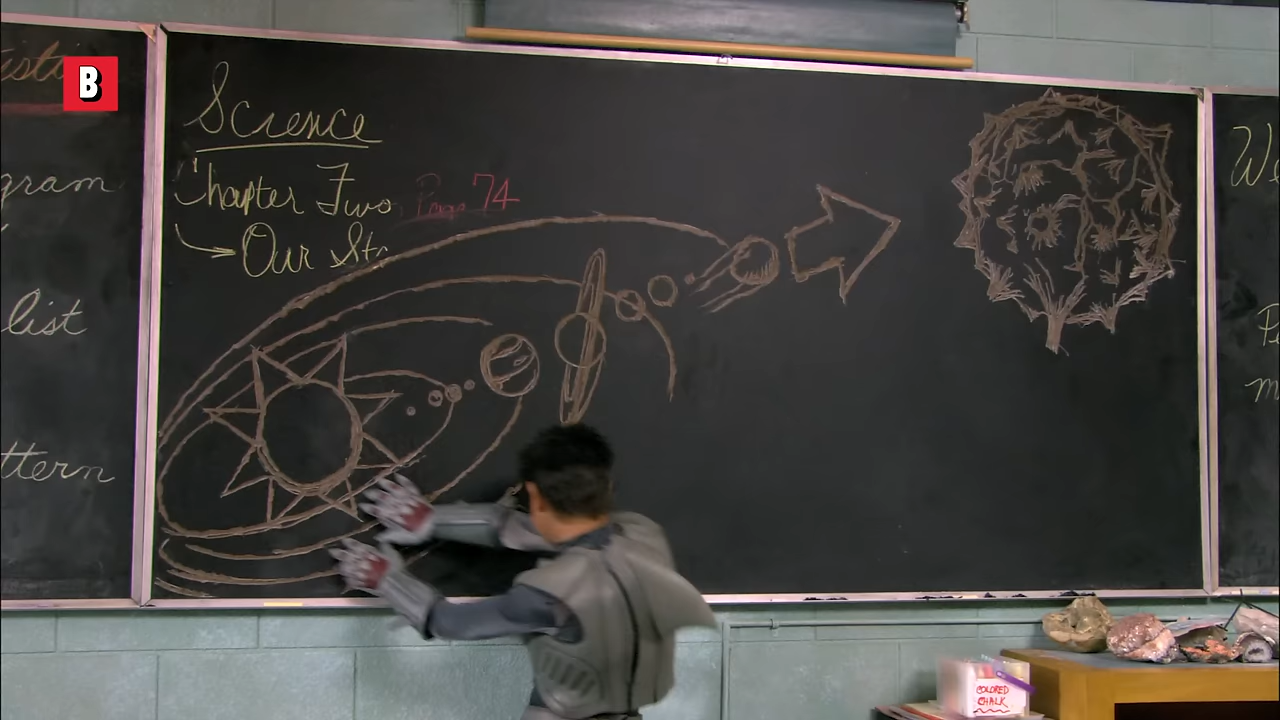 B
Science
Chapter Two Page 74
Our St
gram
list
ttern
We
COLORED
CHALK